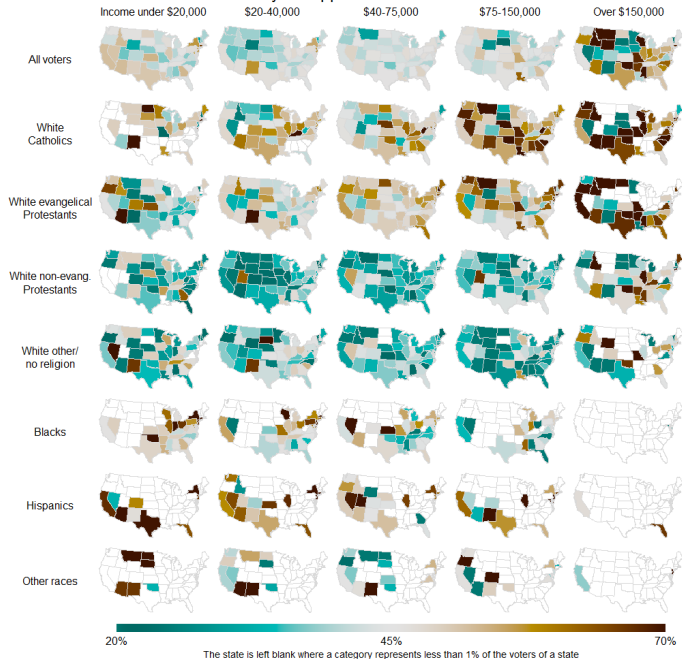 Income under $20,000 $20-40,000 $40-75,000 $75-150,000 Over $150,000
All voters
White
Catholics
White evangelical
Protestants
White non-evang.
Protestants
White other/
no religion
Blacks
Hispanics
Other races
20% 45% 70%
The state is left blank where a category represents less than 1% of the voters of a state